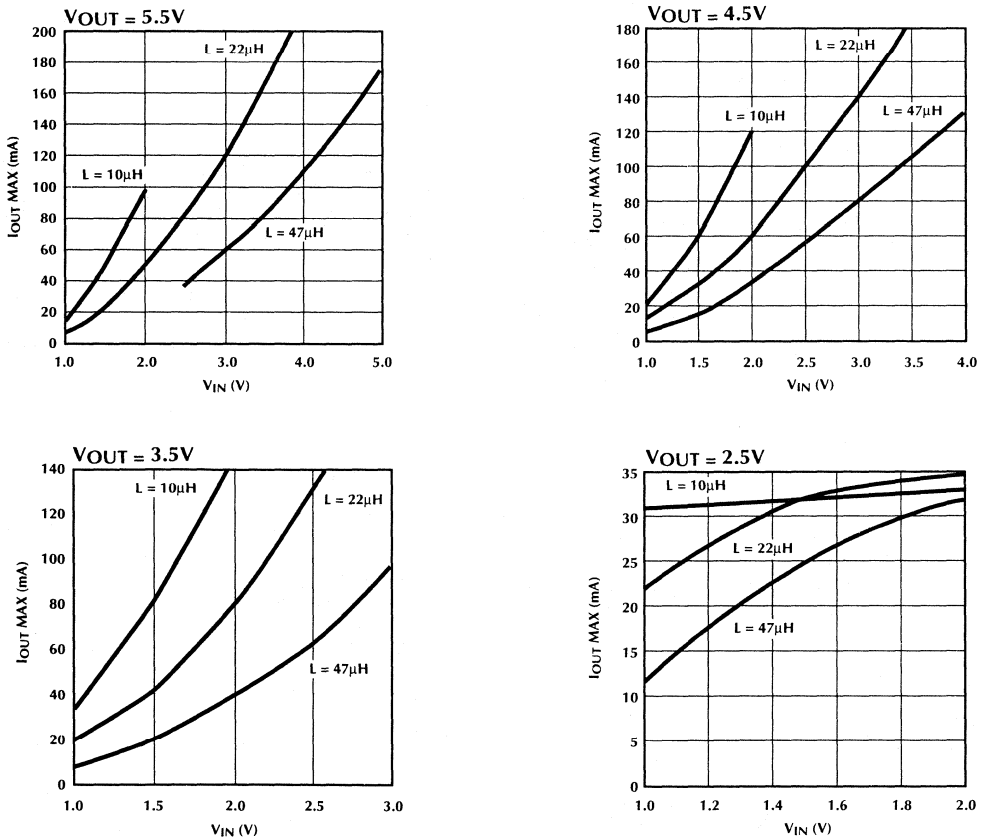 VOUT = 5.5V
200
180
160
140
120
100
80
60
40
20
0
IOUT MAX (mA)
L = 22µH
L = 10µH
L = 47µH
1.0 2.0 3.0 4.0 5.0
VIN (V)
VOUT = 4.5V
180
160
140
120
100
80
60
40
20
0
IOUT MAX (mA)
L = 22µH
L = 10µH
L = 47µH
1.0 1.5 2.0 2.5 3.0 3.5 4.0
VIN (V)
VOUT = 3.5V
140
120
100
80
60
40
20
0
IOUT MAX (mA)
L = 10µH
L = 22µH
L = 47µH
1.0 1.5 2.0 2.5 3.0
VIN (V)
VOUT = 2.5V
35
30
25
20
15
10
5
0
IOUT MAX (mA)
L = 10µH
L = 22µH
L = 47µH
1.0 1.2 1.4 1.6 1.8 2.0
VIN (V)